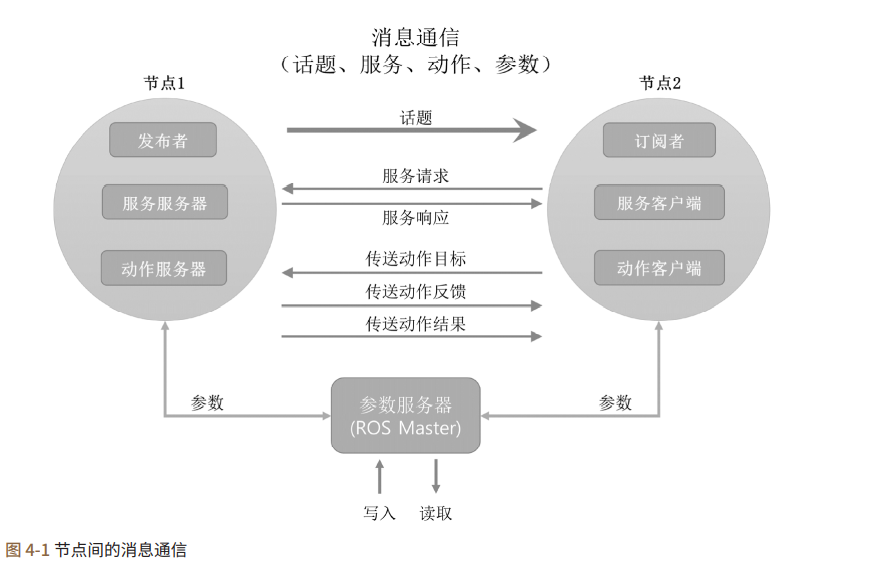 消息通信
（话题、服务、动作、参数）
节点1
节点2
发布者
话题
订阅者
服务服务器
服务请求
服务响应
服务客户端
动作服务器
传送动作目标
传送动作反馈
传送动作结果
动作客户端
参数
参数服务器
(ROS Master)
参数
写入
读取
图 4-1 节点间的消息通信